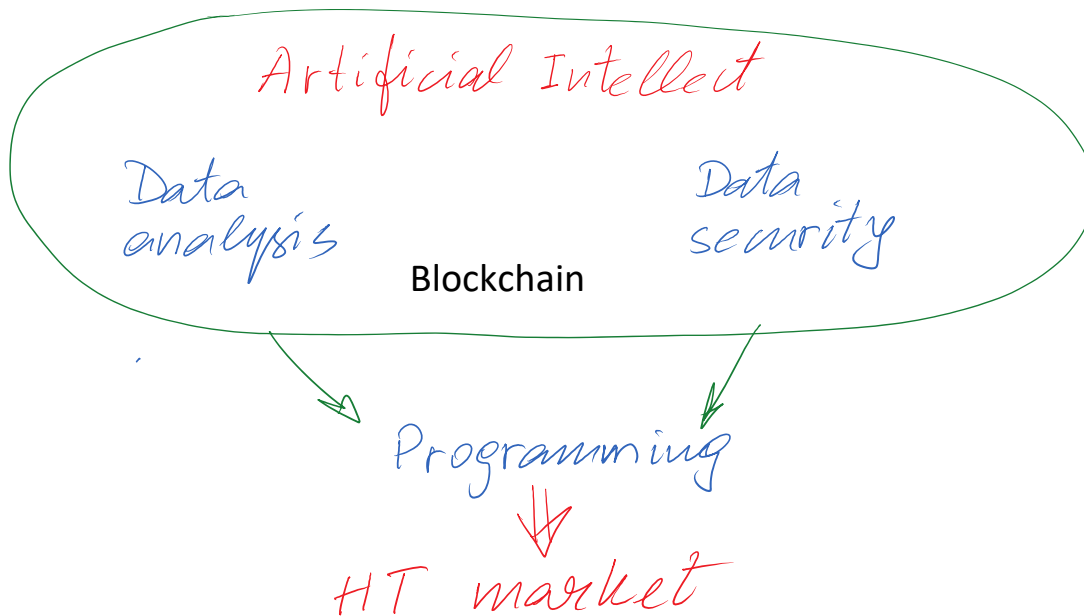 Artificial Intellect
Data
analysis
Data
security
Blockchain
Programming
HT market